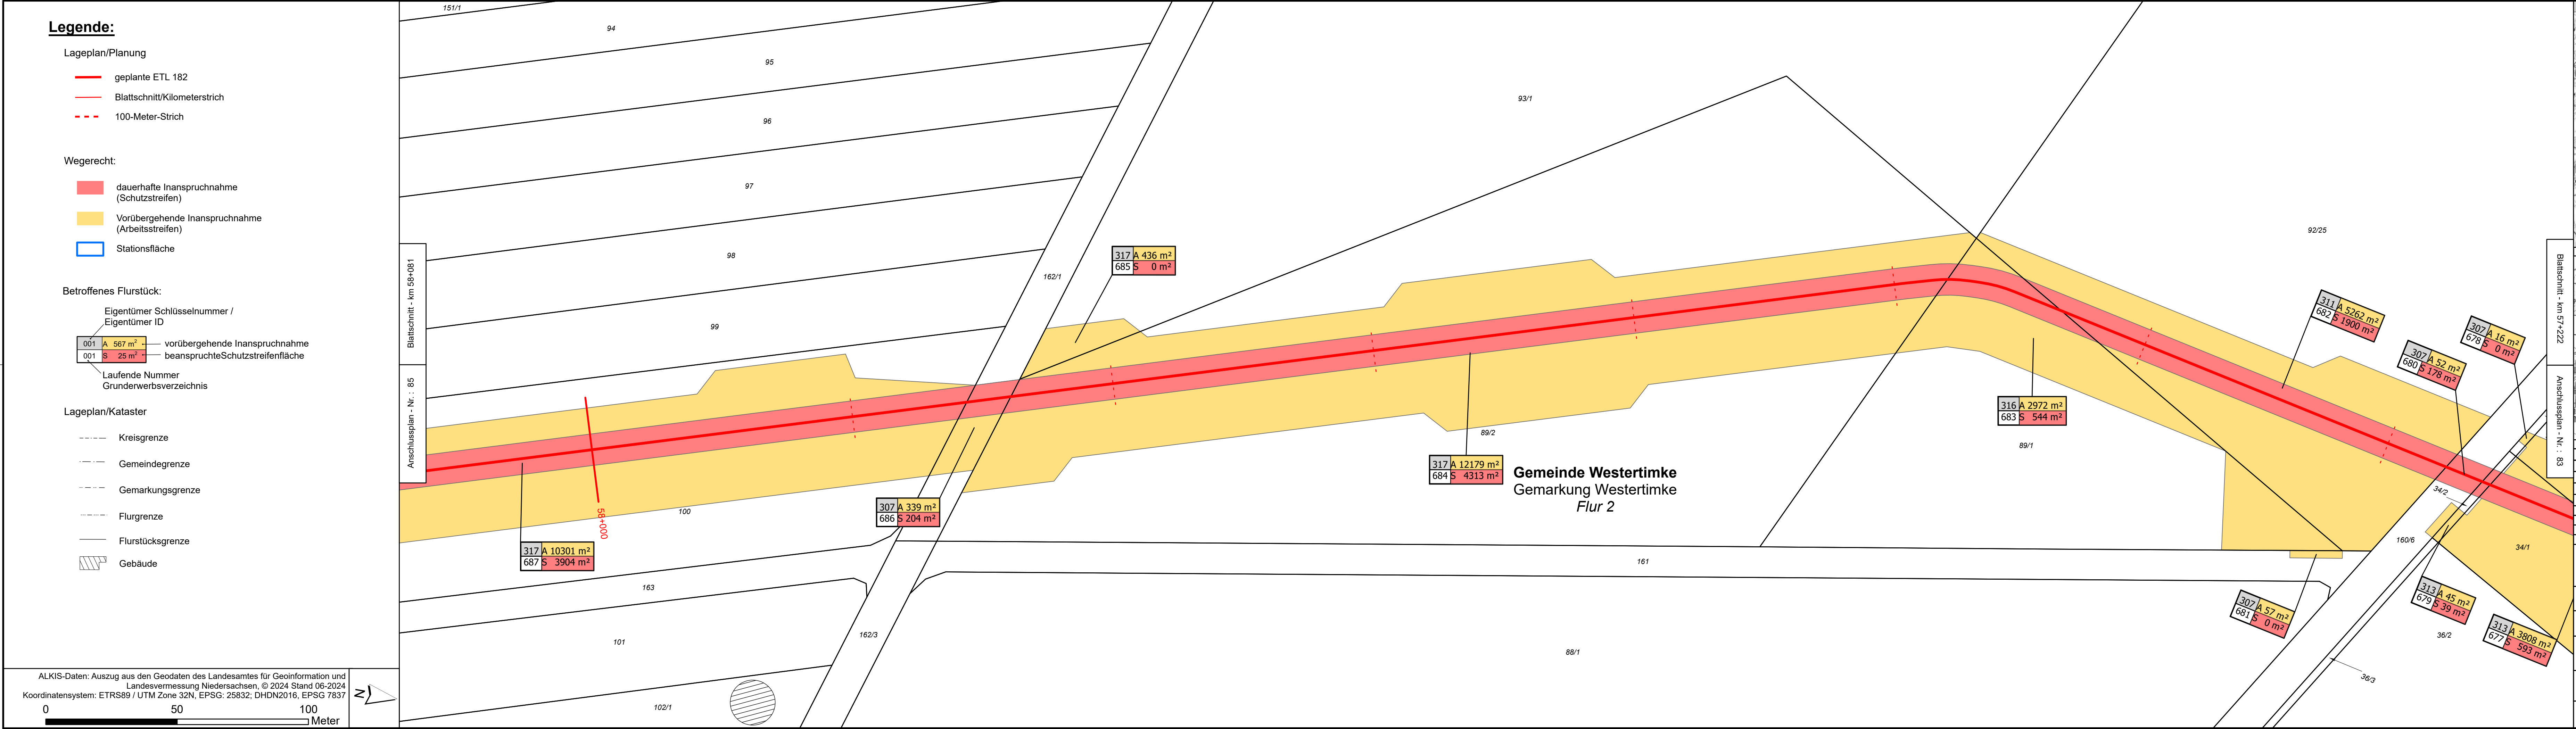 Legende:
Lageplan/Planung
geplante ETL 182
Blattschnitt/Kilometerstrich
100-Meter-Strich
Wegerecht:
dauerhafte Inanspruchnahme
(Schutzstreifen)
Vorübergehende Inanspruchnahme
(Arbeitsstreifen)
Stationsfläche
Betroffenes Flurstück:
Eigentümer Schlüsselnummer /
Eigentümer ID
001 A 567 m²
vorübergehende Inanspruchnahme
001 S 25 m²
beanspruchteSchutzstreifenfläche
Laufende Nummer
Grunderwerbsverzeichnis
Lageplan/Kataster
Kreisgrenze
Gemeindegrenze
Gemarkungsgrenze
Flurgrenze
Flurstücksgrenze
Gebäude
ALKIS-Daten: Auszug aus den Geodaten des Landesamtes für Geoinformation und
Landesvermessung Niedersachsen, © 2024 Stand 06-2024
Koordinatensystem: ETRS89 / UTM Zone 32N, EPSG: 25832; DHDN2016, EPSG 7837
0 50 100
Meter
N
Blattschnitt - km 58+081
Anschlussplan - Nr. : 85
151/1
94
95
96
97
98
99
100
163
101
102/1
162/1
162/3
58+000
317 A 10301 m²
687 S 3904 m²
307 A 339 m²
686 S 204 m²
317 A 436 m²
685 S 0 m²
93/1
89/2
317 A 12179 m²
684 S 4313 m²
Gemeinde Westertimke
Gemarkung Westertimke
Flur 2
161
88/1
316 A 2972 m²
683 S 544 m²
89/1
92/25
311 A 5262 m²
682 S 1900 m²
307 A 52 m²
680 S 178 m²
307 A 16 m²
678 S 0 m²
34/2
160/6
34/1
307 A 57 m²
681 S 0 m²
313 A 45 m²
679 S 39 m²
36/2
313 A 3808 m²
677 S 593 m²
36/3
Blattschnitt - km 57+222
Anschlussplan - Nr. : 83